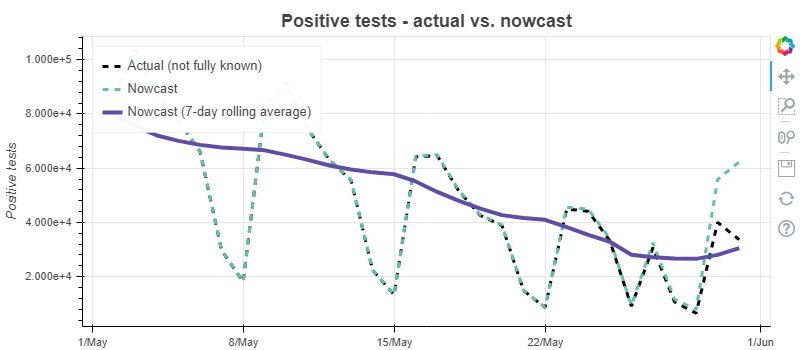 Positive tests - actual vs. nowcast
Positive tests
1.000e+5
8.000e+4
6.000e+4
4.000e+4
2.000e+4
Actual (not fully known)
Nowcast
Nowcast (7-day rolling average)
1/May
8/May
15/May
22/May
1/Jun